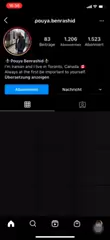 pouya.benrashid
83
1.206
1.523
Beiträge
Abonnenten
Abonniert
Pouya Benrashid
I'm Iranian and I live in Toronto, Canada
Always at the first be important to yourself.
Übersetzung anzeigen
Abonnieren
Nachricht